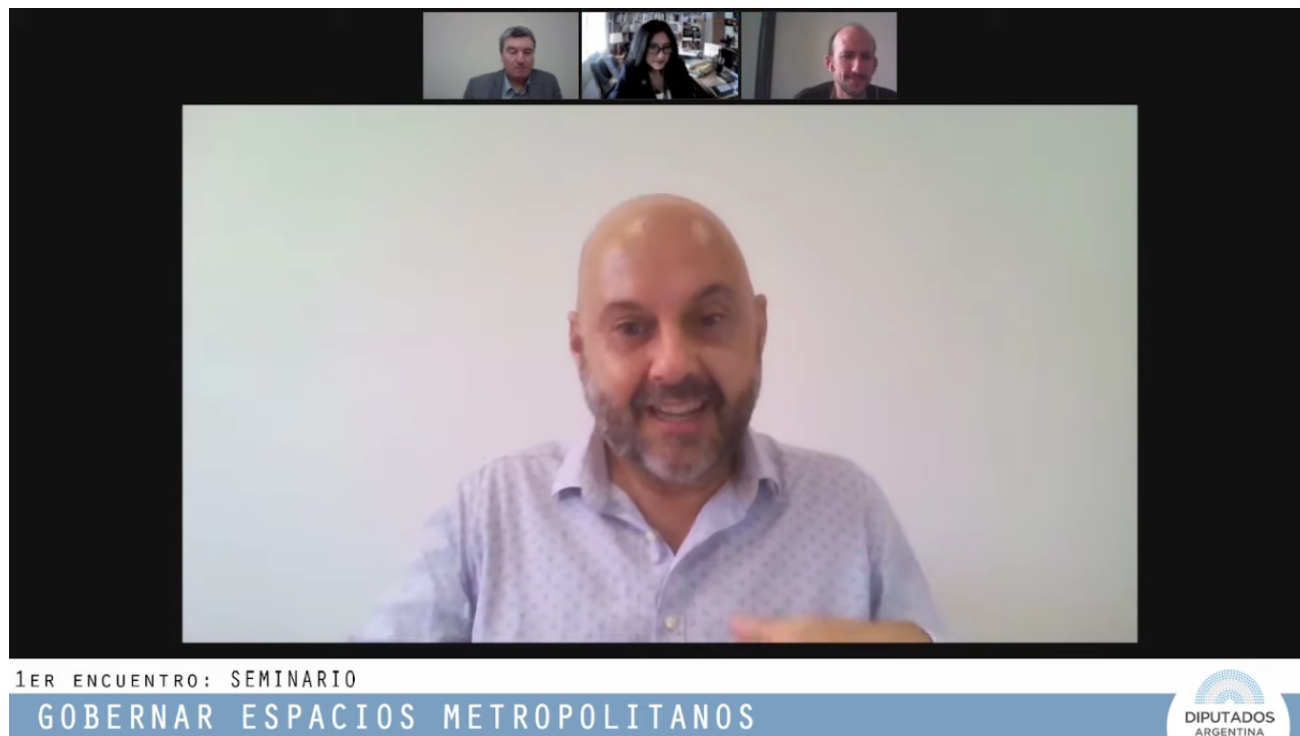 1ER ENCUENTRO: SEMINARIO
GOBERNAR ESPACIOS METROPOLITANOS
DIPUTADOS
ARGENTINA